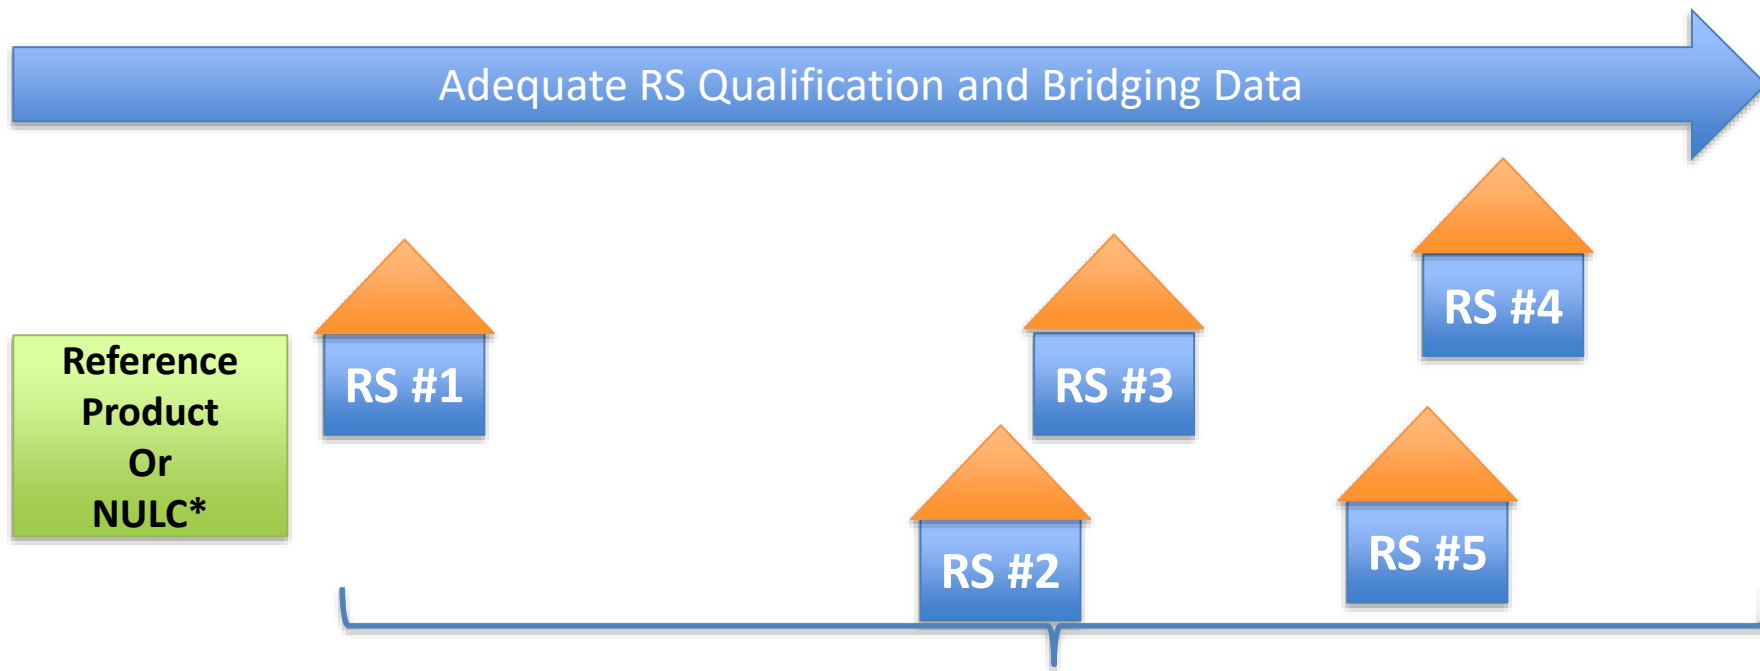 Adequate RS Qualification and Bridging Data
Reference
Product
Or
NULC*
RS #1
RS #2
RS #3
RS #4
RS #5